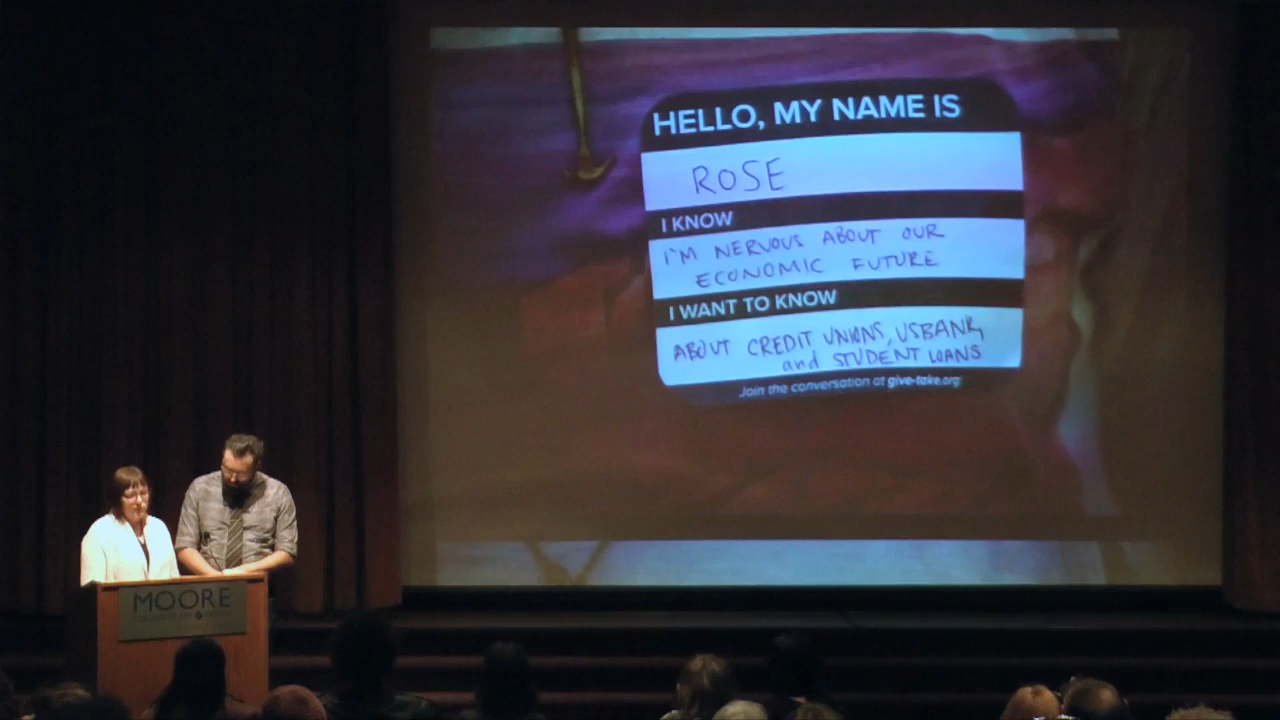 HELLO, MY NAME IS
ROSE
I KNOW
I'M NERVOUS ABOUT OUR
ECONOMIC FUTURE
I WANT TO KNOW
ABOUT CREDIT UNIONS, USBANK,
and STUDENT LOANS
Join the conversation at give-take.org
MOORE